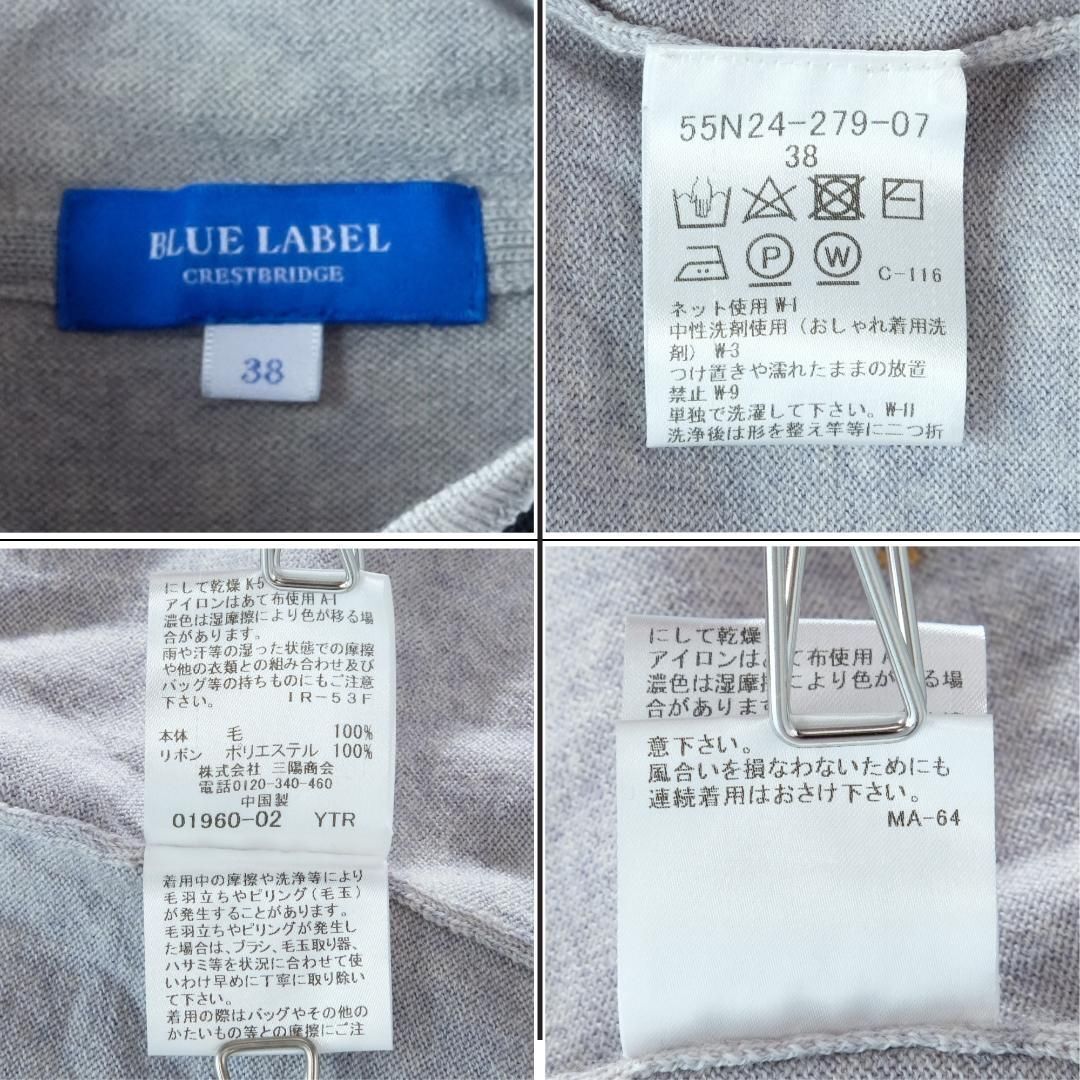 BLUE LABEL
CRESTBRIDGE
38
55N24-279-07
38
P
W
C-116
ネット使用 W-1
中性洗剤使用（おしゃれ着用洗
剤） W-3
つけ置きや濡れたままの放置
禁止 W-9
単独で洗濯して下さい。W-11
洗浄後は形を整え竿等に二つ折
にして乾燥 K-5
アイロンはあて布使用 A-1
濃色は湿摩擦により色が移る場
合があります。
雨や汗等の湿った状態での摩擦
や他の衣類との組み合わせ及び
バッグ等の持ちものにもご注意
下さい。 IR-53F
本体 毛 100%
リボン ポリエステル 100%
株式会社 三陽商会
電話0120-340-460
中国製
01960-02 YTR
着用中の摩擦や洗浄等により
毛羽立ちやピリング(毛玉)
が発生することがあります。
毛羽立ちやピリングが発生し
た場合は、ブラシ、毛玉取り器、
ハサミ等を状況に合わせて使
いわけ早めに丁寧に取り除い
て下さい。
着用の際はバッグやその他の
かたいもの等との摩擦にご注
にして乾燥
アイロンはあて布使用 A
濃色は湿摩擦により色が移る場
合があります
意下さい。
風合いを損なわないためにも
連続着用はおさけ下さい。
MA-64